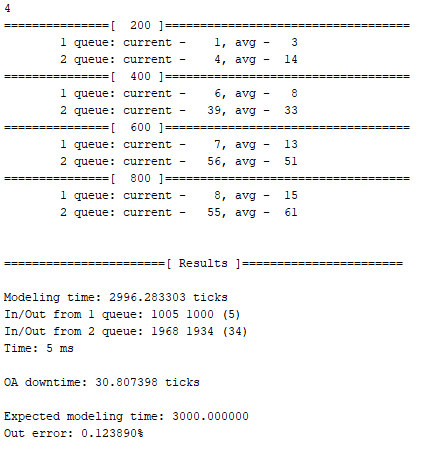 4
===============[  200 ]===================================
        1 queue: current -    1, avg -   3
        2 queue: current -    4, avg -  14
===============[  400 ]===================================
        1 queue: current -    6, avg -   8
        2 queue: current -   39, avg -  33
===============[  600 ]===================================
        1 queue: current -    7, avg -  13
        2 queue: current -   56, avg -  51
===============[  800 ]===================================
        1 queue: current -    8, avg -  15
        2 queue: current -   55, avg -  61
=======================[ Results ]=======================
Modeling time: 2996.283303 ticks
In/Out from 1 queue: 1005 1000 (5)
In/Out from 2 queue: 1968 1934 (34)
Time: 5 ms
OA downtime: 30.807398 ticks
Expected modeling time: 3000.000000
Out error: 0.123890%